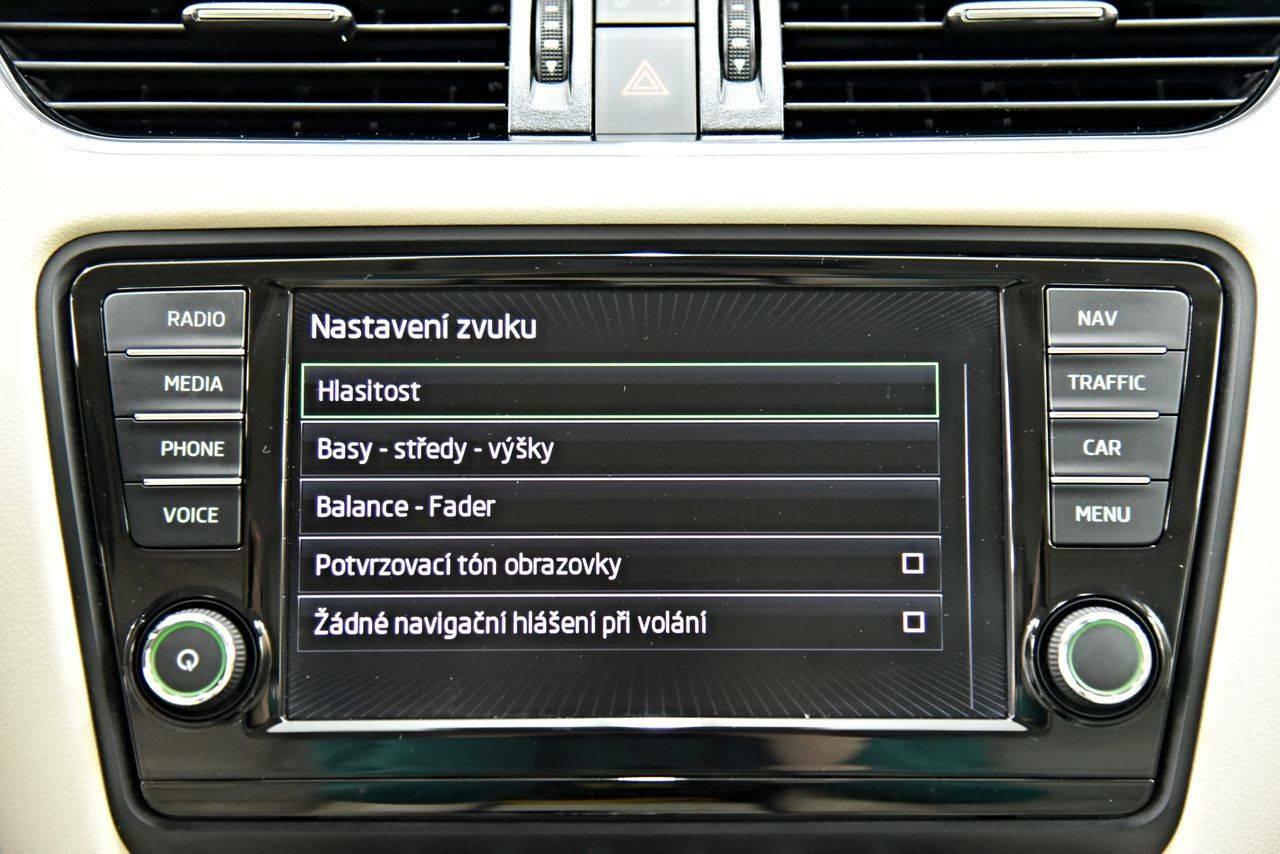 RADIO
MEDIA
PHONE
VOICE
Nastavení zvuku
Hlasitost
Basy - středy - výšky
Balance - Fader
Potvrzovací tón obrazovky
Žádné navigační hlášení při volání
NAV
TRAFFIC
CAR
MENU